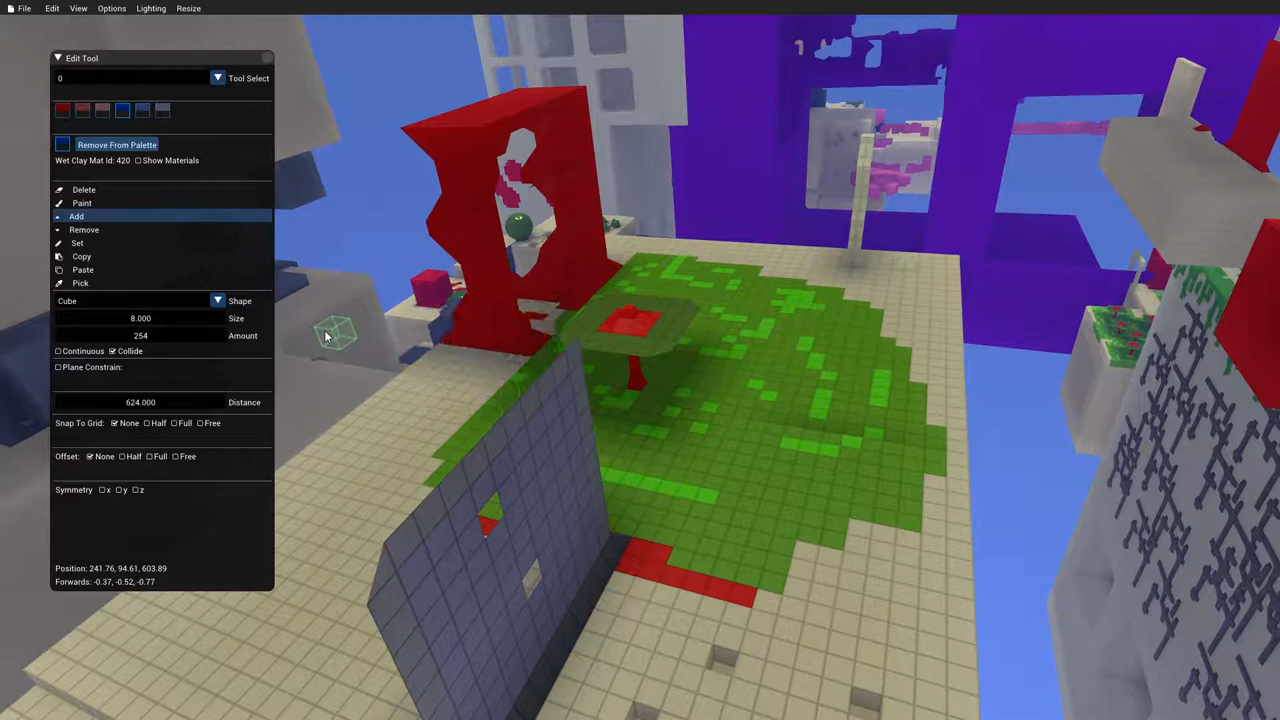 File Edit View Options Lighting Resize
Edit Tool
0 Tool Select
Remove From Palette
Wet Clay Mat Id: 420 Show Materials
Delete
Paint
Add
Remove
Set
Copy
Paste
Pick
Cube Shape
8.000 Size
254 Amount
Continuous Collide
Plane Constrain:
624.000 Distance
Snap To Grid: None Half Full Free
Offset: None Half Full Free
Symmetry x y z
Position: 241.76, 94.61, 603.89
Forwards: -0.37, -0.52, -0.77